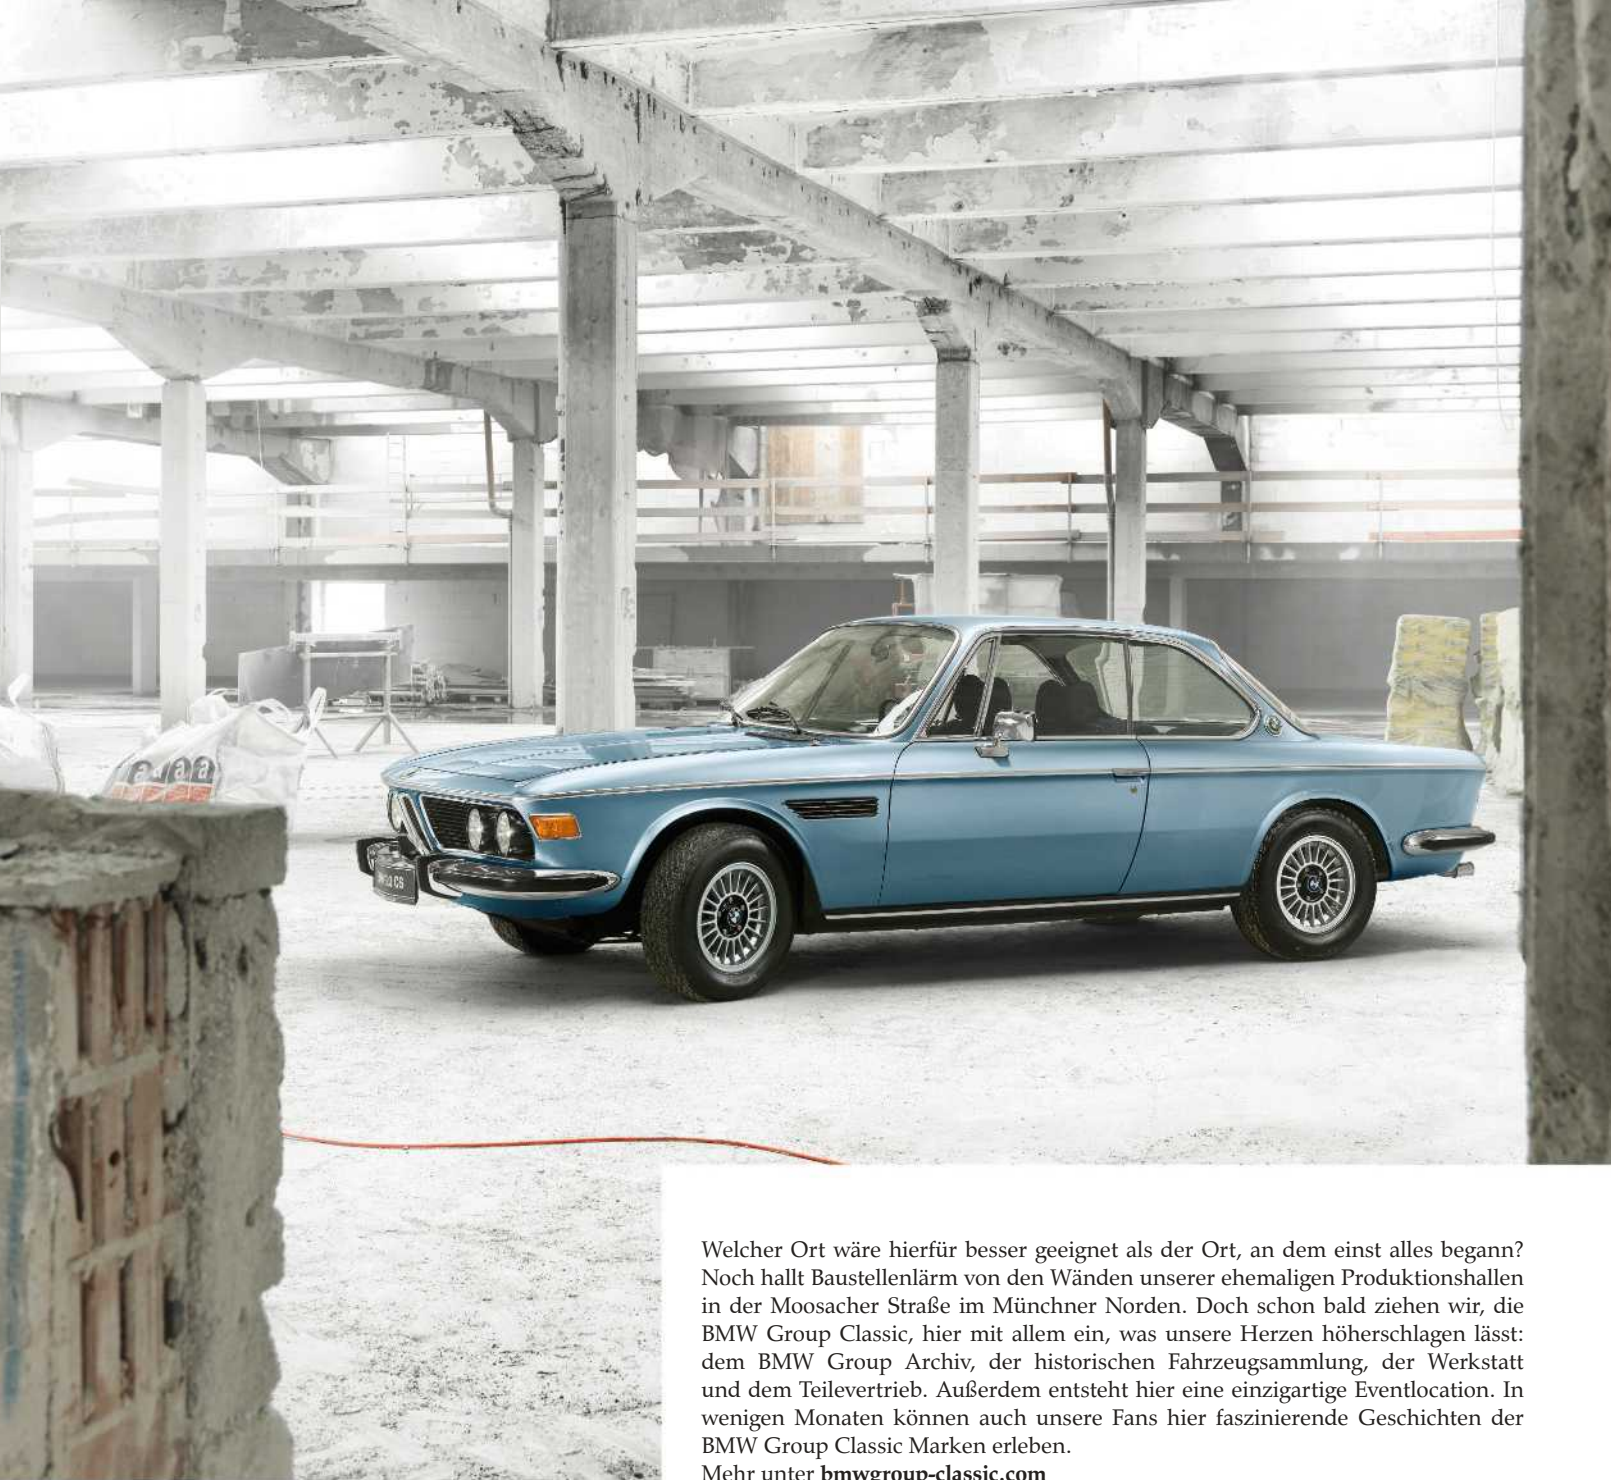 aaaa
CS
Welcher Ort wäre hierfür besser geeignet als der Ort, an dem einst alles begann?
Noch hallt Baustellenlärm von den Wänden unserer ehemaligen Produktionshallen
in der Moosacher Straße im Münchner Norden. Doch schon bald ziehen wir, die
BMW Group Classic, hier mit allem ein, was unsere Herzen höherschlagen lässt:
dem BMW Group Archiv, der historischen Fahrzeugsammlung, der Werkstatt
und dem Teilevertrieb. Außerdem entsteht hier eine einzigartige Eventlocation. In
wenigen Monaten können auch unsere Fans hier faszinierende Geschichten der
BMW Group Classic Marken erleben.
Mehr unter bmwgroup-classic.com